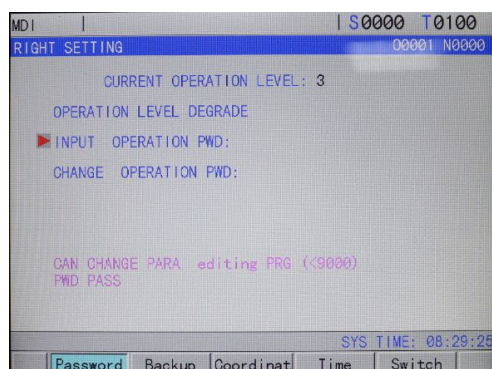 MDI S0000 T0100
RIGHT SETTING O0001 N0000
CURRENT OPERATION LEVEL: 3
OPERATION LEVEL DEGRADE
INPUT OPERATION PWD:
CHANGE OPERATION PWD:
CAN CHANGE PARA editing PRG (<9000)
PWD PASS
SYS TIME: 08:29:25
Password Backup Coordinat Time Switch